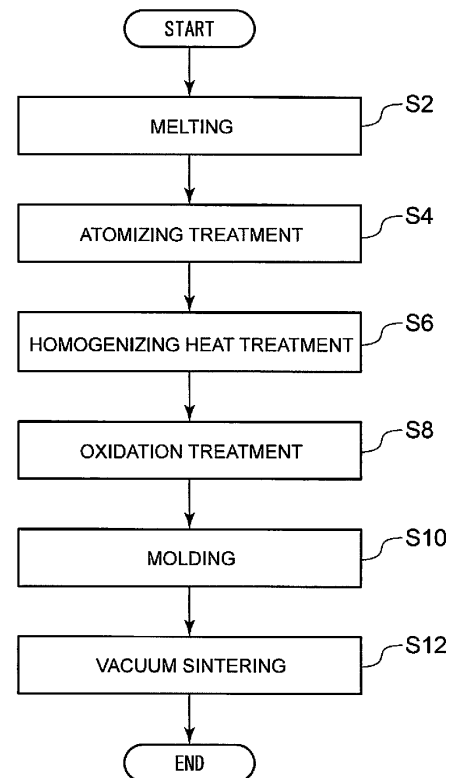 START
MELTING
S2
ATOMIZING TREATMENT
S4
HOMOGENIZING HEAT TREATMENT
S6
OXIDATION TREATMENT
S8
MOLDING
S10
VACUUM SINTERING
S12
END